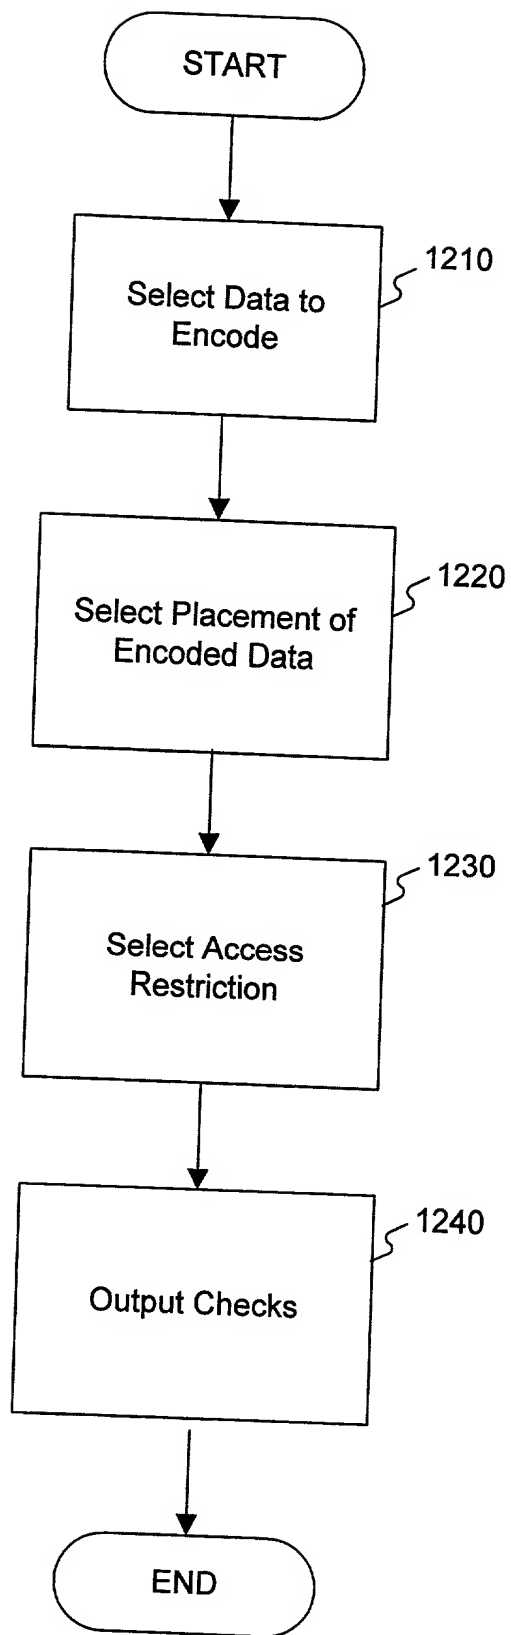 START
1210
Select Data to
Encode
1220
Select Placement of
Encoded Data
1230
Select Access
Restriction
1240
Output Checks
END